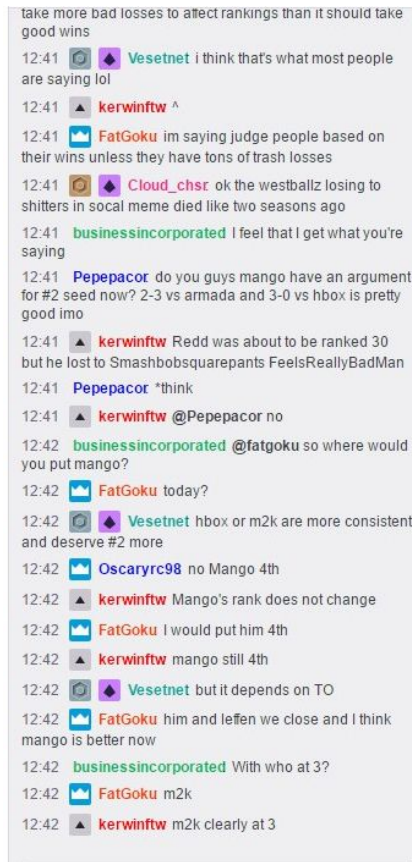 take more bad losses to affect rankings than it should take
good wins
12:41 Vesetnet i think that's what most people
are saying lol
12:41 kerwinftw ^
12:41 FatGoku im saying judge people based on
their wins unless they have tons of trash losses
12:41 Cloud_chsr: ok the westballz losing to
shitters in socal meme died like two seasons ago
12:41 businessincorporated I feel that I get what you're
saying
12:41 Pepepacor: do you guys mango have an argument
for #2 seed now? 2-3 vs armada and 3-0 vs hbox is pretty
good imo
12:41 kerwinftw Redd was about to be ranked 30
but he lost to Smashbobsquarepants FeelsReallyBadMan
12:41 Pepepacor: *think
12:41 kerwinftw @Pepepacor no
12:42 businessincorporated @fatgoku so where would
you put mango?
12:42 FatGoku today?
12:42 Vesetnet hbox or m2k are more consistent
and deserve #2 more
12:42 Oscaryrc98 no Mango 4th
12:42 kerwinftw Mango's rank does not change
12:42 FatGoku I would put him 4th
12:42 kerwinftw mango still 4th
12:42 Vesetnet but it depends on TO
12:42 FatGoku him and leffen we close and I think
mango is better now
12:42 businessincorporated With who at 3?
12:42 FatGoku m2k
12:42 kerwinftw m2k clearly at 3